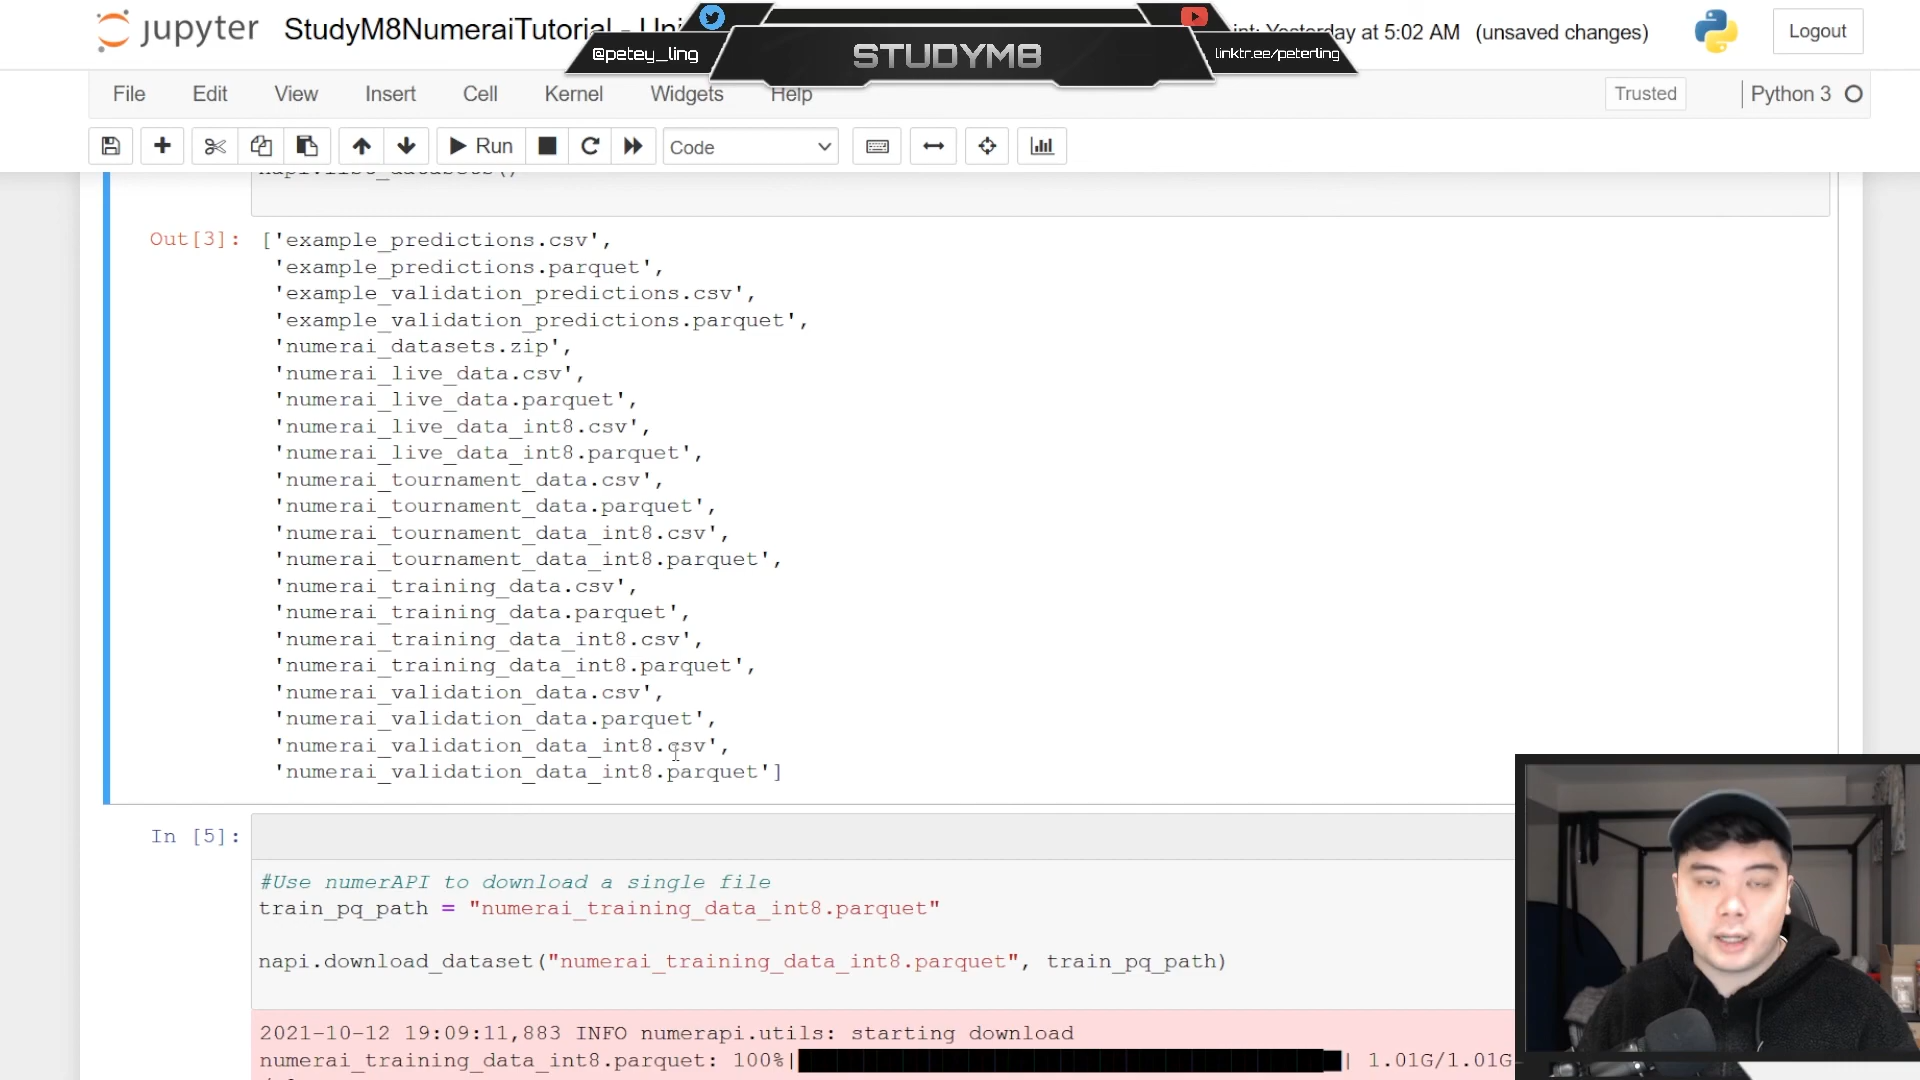 jupyter StudyM8NumeraiTutorial - Yesterday at 5:02 AM (unsaved changes) Logout
@petey_ling STUDYM8 linktr.ee/peterling
File Edit View Insert Cell Kernel Widgets Help Trusted Python 3
Run Code
napi.list_datasets()
Out[3]: ['example_predictions.csv',
'example_predictions.parquet',
'example_validation_predictions.csv',
'example_validation_predictions.parquet',
'numerai_datasets.zip',
'numerai_live_data.csv',
'numerai_live_data.parquet',
'numerai_live_data_int8.csv',
'numerai_live_data_int8.parquet',
'numerai_tournament_data.csv',
'numerai_tournament_data.parquet',
'numerai_tournament_data_int8.csv',
'numerai_tournament_data_int8.parquet',
'numerai_training_data.csv',
'numerai_training_data.parquet',
'numerai_training_data_int8.csv',
'numerai_training_data_int8.parquet',
'numerai_validation_data.csv',
'numerai_validation_data.parquet',
'numerai_validation_data_int8.csv',
'numerai_validation_data_int8.parquet']
In [5]:
#Use numerAPI to download a single file
train_pq_path = "numerai_training_data_int8.parquet"
napi.download_dataset("numerai_training_data_int8.parquet", train_pq_path)
2021-10-12 19:09:11,883 INFO numerapi.utils: starting download
numerai_training_data_int8.parquet: 100%| | 1.01G/1.01G